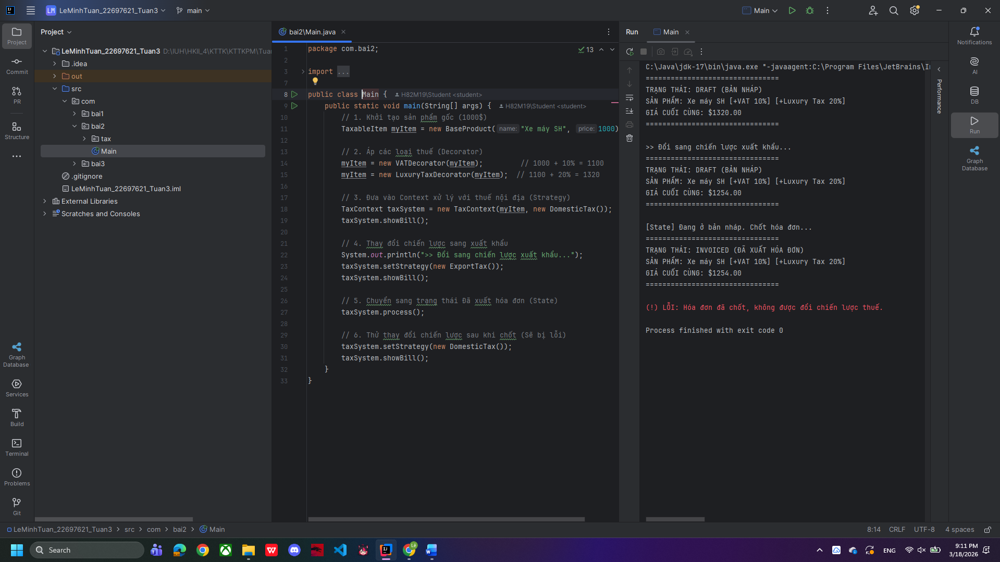 LM LeMinhTuan_22697621_Tuan3
main
Main
Project
Commit
PR
Structure
Graph
Database
Services
Build
Terminal
Problems
Git
Project
LeMinhTuan_22697621_Tuan3 D:\IUH\HKII_4\KTTK\KTTKPM\Tuan
.idea
out
src
com
bai1
bai2
tax
Main
bai3
.gitignore
LeMinhTuan_22697621_Tuan3.iml
External Libraries
Scratches and Consoles
bai2\Main.java
13
1 package com.bai2;
2
3 import ...
7
8 public class Main { H82M19\Student <student>
9 public static void main(String[] args) { H82M19\Student <student>
10 // 1. Khởi tạo sản phẩm gốc (1000$)
11 TaxableItem myItem = new BaseProduct( name: "Xe máy SH", price: 1000)
12
13 // 2. Áp các loại thuế (Decorator)
14 myItem = new VATDecorator(myItem); // 1000 + 10% = 1100
15 myItem = new LuxuryTaxDecorator(myItem); // 1100 + 20% = 1320
16
17 // 3. Đưa vào Context xử lý với thuế nội địa (Strategy)
18 TaxContext taxSystem = new TaxContext(myItem, new DomesticTax());
19 taxSystem.showBill();
20
21 // 4. Thay đổi chiến lược sang xuất khẩu
22 System.out.println(">> Đổi sang chiến lược xuất khẩu...");
23 taxSystem.setStrategy(new ExportTax());
24 taxSystem.showBill();
25
26 // 5. Chuyển sang trạng thái Đã xuất hóa đơn (State)
27 taxSystem.process();
28
29 // 6. Thử thay đổi chiến lược sau khi chốt (Sẽ bị lỗi)
30 taxSystem.setStrategy(new DomesticTax());
31 taxSystem.showBill();
32 }
33 }
Run
Main
C:\Java\jdk-17\bin\java.exe "-javaagent:C:\Program Files\JetBrains\In
================================
TRẠNG THÁI: DRAFT (BẢN NHÁP)
SẢN PHẨM: Xe máy SH [+VAT 10%] [+Luxury Tax 20%]
GIÁ CUỐI CÙNG: $1320.00
================================
>> Đổi sang chiến lược xuất khẩu...
================================
TRẠNG THÁI: DRAFT (BẢN NHÁP)
SẢN PHẨM: Xe máy SH [+VAT 10%] [+Luxury Tax 20%]
GIÁ CUỐI CÙNG: $1254.00
================================
[State] Đang ở bản nháp. Chốt hóa đơn...
================================
TRẠNG THÁI: INVOICED (ĐÃ XUẤT HÓA ĐƠN)
SẢN PHẨM: Xe máy SH [+VAT 10%] [+Luxury Tax 20%]
GIÁ CUỐI CÙNG: $1254.00
================================
(!) LỖI: Hóa đơn đã chốt, không được đổi chiến lược thuế.
Process finished with exit code 0
Performance
Notifications
AI
DB
Run
Graph
Database
LeMinhTuan_22697621_Tuan3 > src > com > bai2 > Main
8:14 CRLF UTF-8 4 spaces
Search
Lê
ENG
9:11 PM
3/18/2026